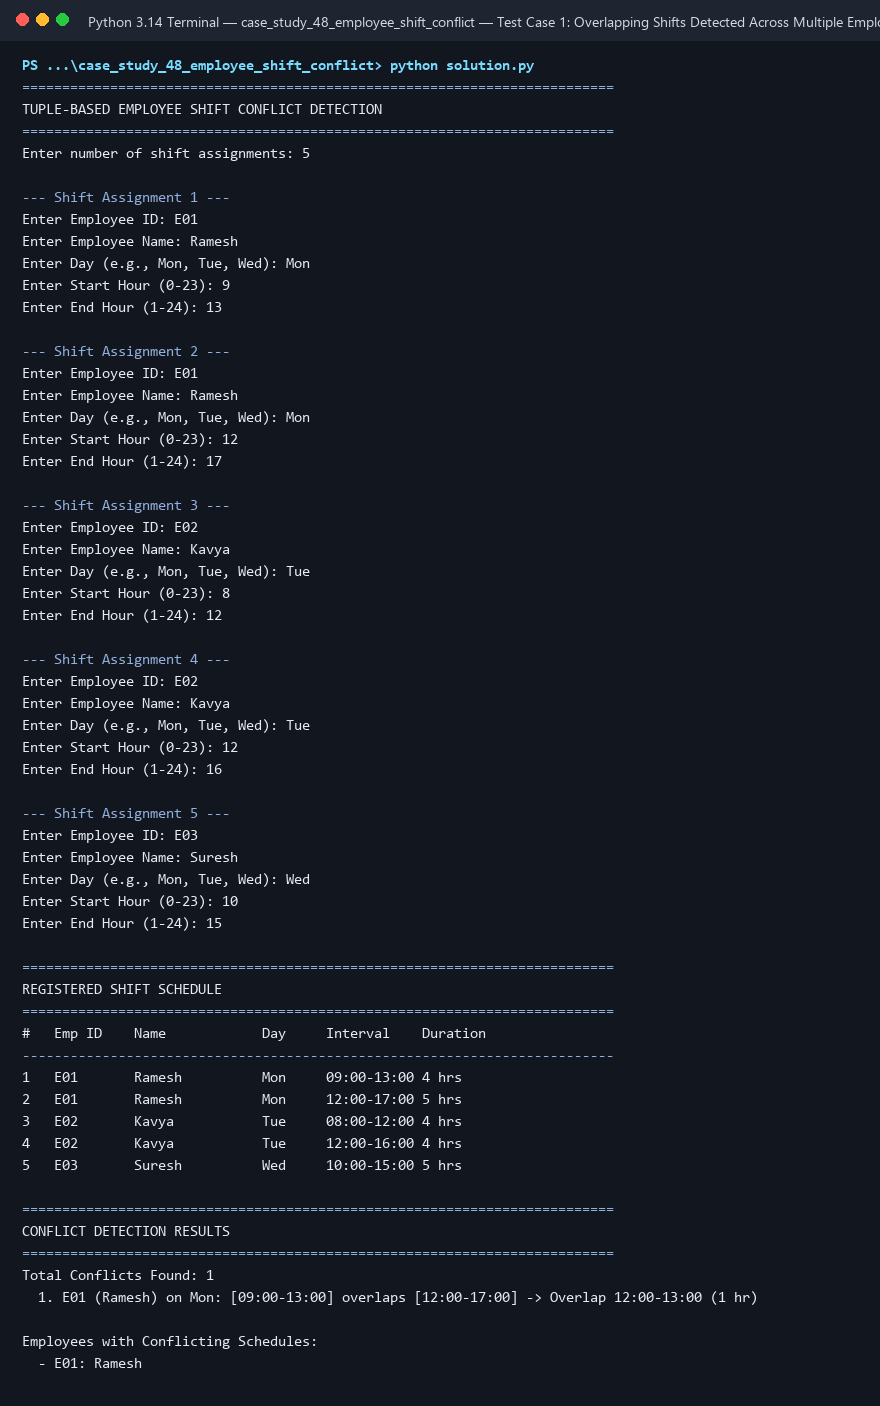 Python 3.14 Terminal — case_study_48_employee_shift_conflict — Test Case 1: Overlapping Shifts Detected Across Multiple
PS ...\case_study_48_employee_shift_conflict> python solution.py
==========================================================================
TUPLE-BASED EMPLOYEE SHIFT CONFLICT DETECTION
==========================================================================
Enter number of shift assignments: 5
--- Shift Assignment 1 ---
Enter Employee ID: E01
Enter Employee Name: Ramesh
Enter Day (e.g., Mon, Tue, Wed): Mon
Enter Start Hour (0-23): 9
Enter End Hour (1-24): 13
--- Shift Assignment 2 ---
Enter Employee ID: E01
Enter Employee Name: Ramesh
Enter Day (e.g., Mon, Tue, Wed): Mon
Enter Start Hour (0-23): 12
Enter End Hour (1-24): 17
--- Shift Assignment 3 ---
Enter Employee ID: E02
Enter Employee Name: Kavya
Enter Day (e.g., Mon, Tue, Wed): Tue
Enter Start Hour (0-23): 8
Enter End Hour (1-24): 12
--- Shift Assignment 4 ---
Enter Employee ID: E02
Enter Employee Name: Kavya
Enter Day (e.g., Mon, Tue, Wed): Tue
Enter Start Hour (0-23): 12
Enter End Hour (1-24): 16
--- Shift Assignment 5 ---
Enter Employee ID: E03
Enter Employee Name: Suresh
Enter Day (e.g., Mon, Tue, Wed): Wed
Enter Start Hour (0-23): 10
Enter End Hour (1-24): 15
==========================================================================
REGISTERED SHIFT SCHEDULE
==========================================================================
#   Emp ID    Name            Day     Interval    Duration
--------------------------------------------------------------------------
1   E01       Ramesh          Mon     09:00-13:00 4 hrs
2   E01       Ramesh          Mon     12:00-17:00 5 hrs
3   E02       Kavya           Tue     08:00-12:00 4 hrs
4   E02       Kavya           Tue     12:00-16:00 4 hrs
5   E03       Suresh          Wed     10:00-15:00 5 hrs
==========================================================================
CONFLICT DETECTION RESULTS
==========================================================================
Total Conflicts Found: 1
  1. E01 (Ramesh) on Mon: [09:00-13:00] overlaps [12:00-17:00] -> Overlap 12:00-13:00 (1 hr)
Employees with Conflicting Schedules:
  - E01: Ramesh